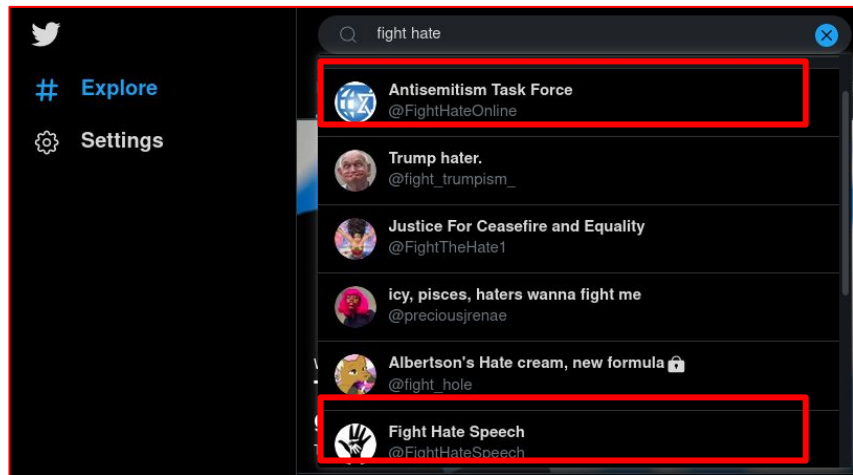 fight hate
Explore
Settings
Antisemitism Task Force
@FightHateOnline
Trump hater.
@fight_trumpism_
Justice For Ceasefire and Equality
@FightTheHate1
icy, pisces, haters wanna fight me
@preciousjrenae
Albertson's Hate cream, new formula
@fight_hole
Fight Hate Speech
@FightHateSpeech